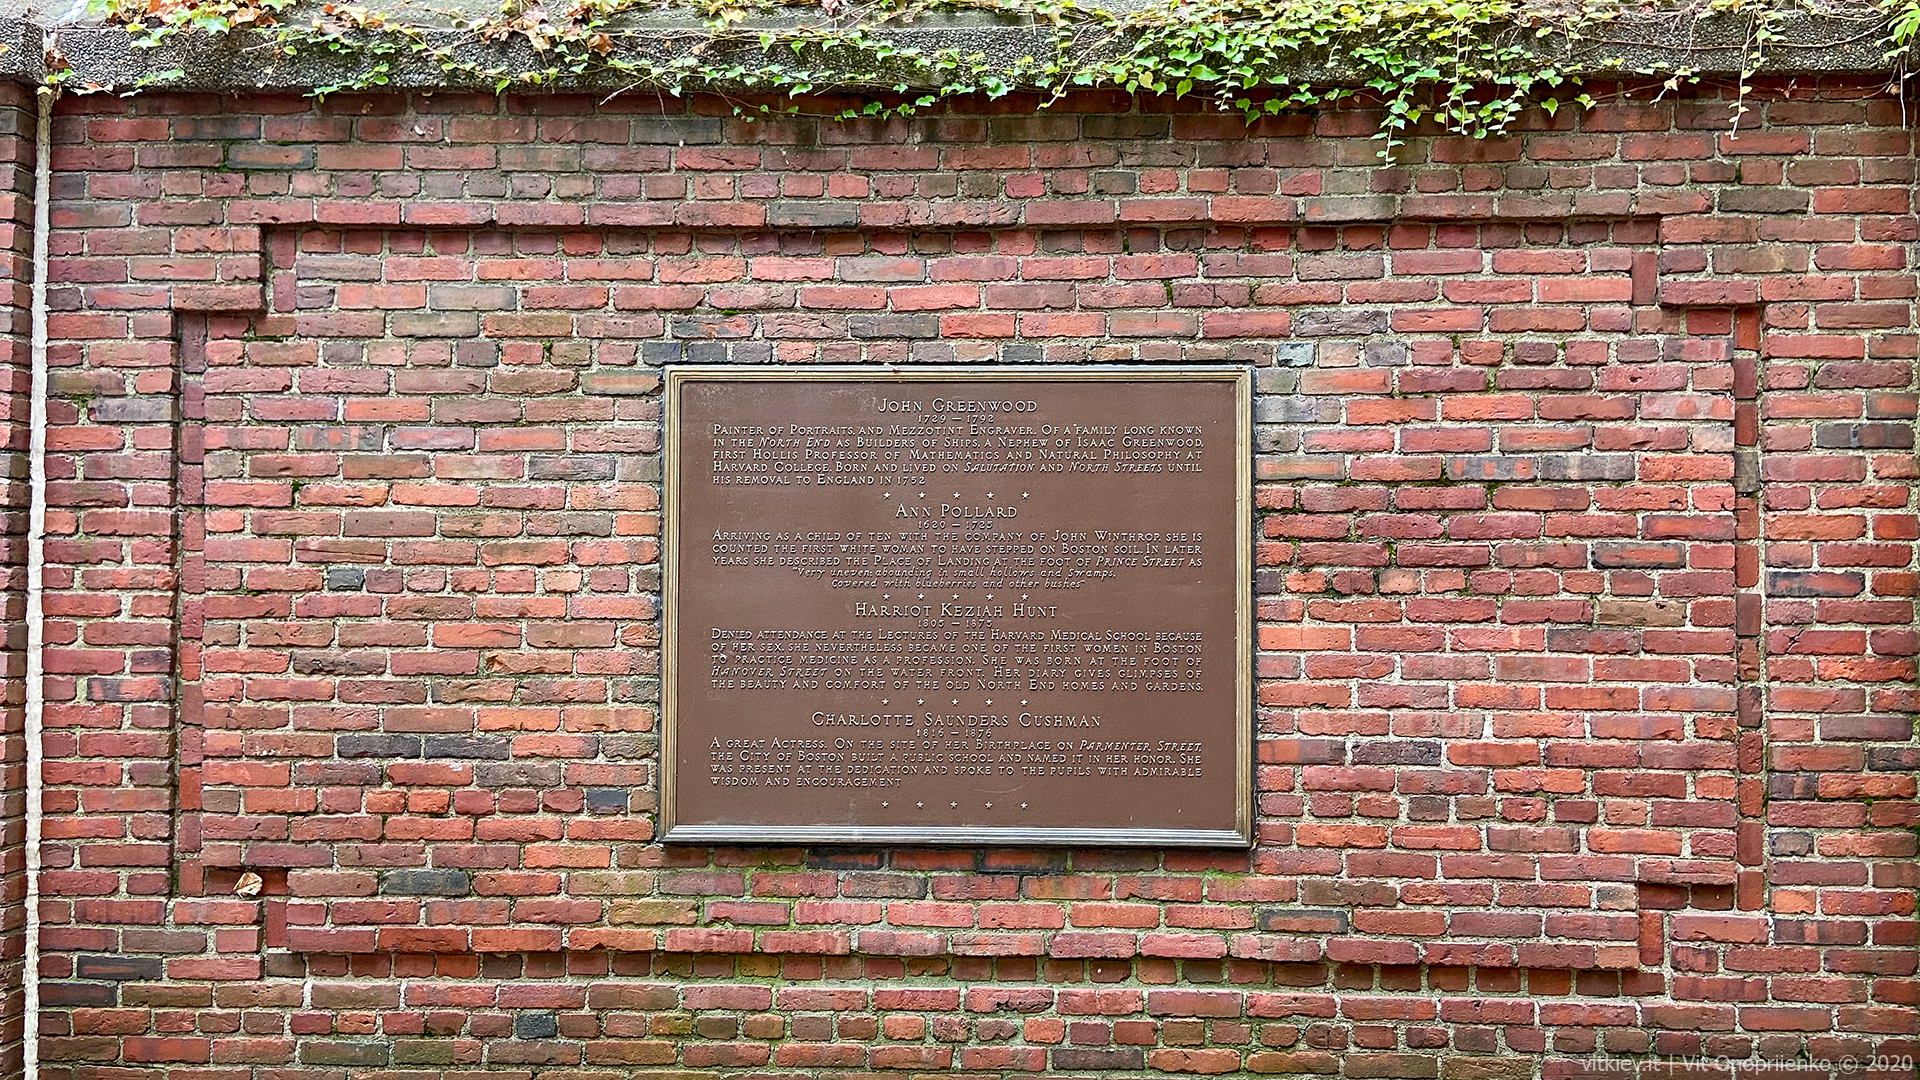 JOHN GREENWOOD
1729 — 1792
PAINTER OF PORTRAITS, AND MEZZOTINT ENGRAVER. OF A FAMILY LONG KNOWN
IN THE NORTH END AS BUILDERS OF SHIPS. A NEPHEW OF ISAAC GREENWOOD,
FIRST HOLLIS PROFESSOR OF MATHEMATICS AND NATURAL PHILOSOPHY AT
HARVARD COLLEGE. BORN AND LIVED ON SALUTATION AND NORTH STREETS UNTIL
HIS REMOVAL TO ENGLAND IN 1752
ANN POLLARD
1620 — 1725
ARRIVING AS A CHILD OF TEN WITH THE COMPANY OF JOHN WINTHROP, SHE IS
COUNTED THE FIRST WHITE WOMAN TO HAVE STEPPED ON BOSTON SOIL. IN LATER
YEARS SHE DESCRIBED THE PLACE OF LANDING AT THE FOOT OF PRINCE STREET AS
"Very uneven abounding in small hollows and swamps,
covered with blueberries and other bushes"
HARRIOT KEZIAH HUNT
1805 — 1875
DENIED ATTENDANCE AT THE LECTURES OF THE HARVARD MEDICAL SCHOOL BECAUSE
OF HER SEX, SHE NEVERTHELESS BECAME ONE OF THE FIRST WOMEN IN BOSTON
TO PRACTICE MEDICINE AS A PROFESSION. SHE WAS BORN AT THE FOOT OF
HANOVER STREET ON THE WATER FRONT. HER DIARY GIVES GLIMPSES OF
THE BEAUTY AND COMFORT OF THE OLD NORTH END HOMES AND GARDENS.
CHARLOTTE SAUNDERS CUSHMAN
1816 — 1876
A GREAT ACTRESS. ON THE SITE OF HER BIRTHPLACE ON PARMENTER STREET,
THE CITY OF BOSTON BUILT A PUBLIC SCHOOL AND NAMED IT IN HER HONOR. SHE
WAS PRESENT AT THE DEDICATION AND SPOKE TO THE PUPILS WITH ADMIRABLE
WISDOM AND ENCOURAGEMENT
vitkiev.it | Vit Onopriienko © 2020